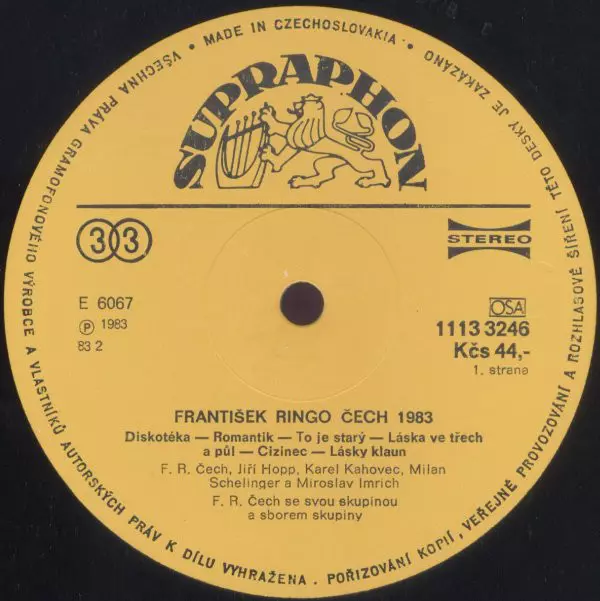 · MADE IN CZECHOSLOVAKIA ·
VŠECHNA PRÁVA GRAMOFONOVÉHO VÝROBCE A VLASTNÍKŮ AUTORSKÝCH PRÁV K DÍLU VYHRAŽENA . POŘIZOVÁNÍ KOPIÍ, VEŘEJNÉ PROVOZOVÁNÍ A ROZHLASOVÉ ŠÍŘENÍ TÉTO DESKY JE ZAKÁZÁNO
SUPRAPHON
33
STEREO
E 6067
℗ 1983
83 2
OSA
1113 3246
Kčs 44,-
1. strana
FRANTIŠEK RINGO ČECH 1983
Diskotéka — Romantik — To je starý — Láska ve třech
a půl — Cizinec — Lásky klaun
F. R. Čech, Jiří Hopp, Karel Kahovec, Milan
Schelinger a Miroslav Imrich
F. R. Čech se svou skupinou
a sborem skupiny